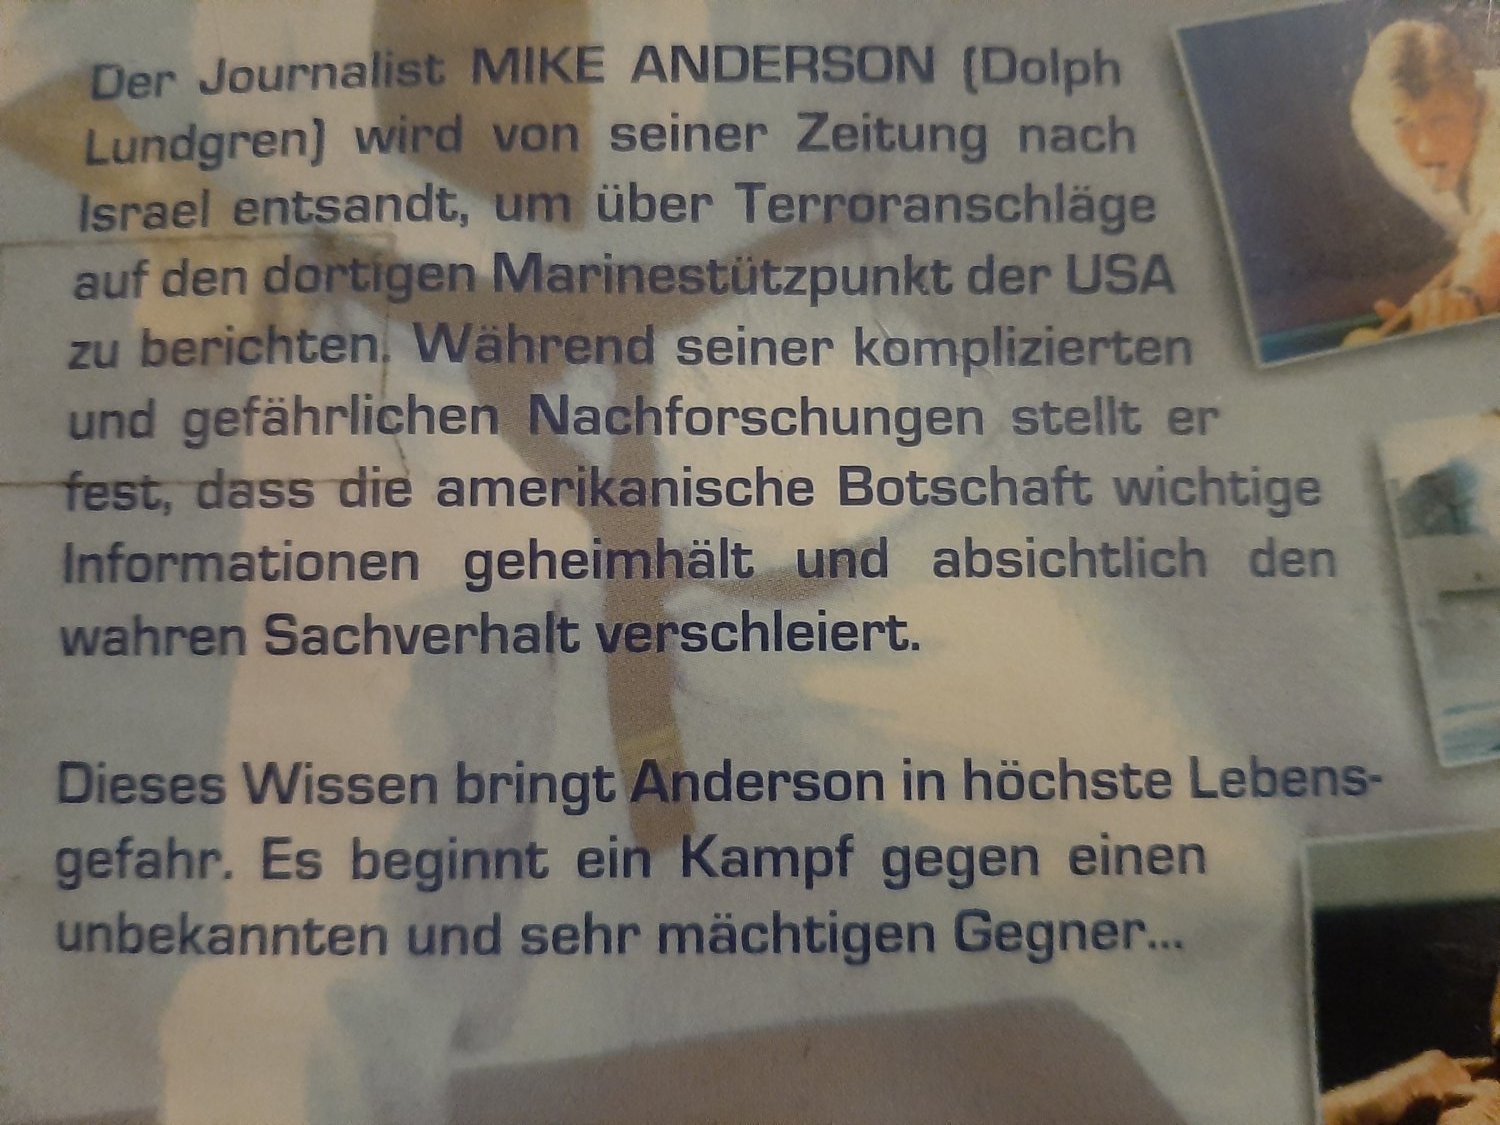 Der Journalist MIKE ANDERSON (Dolph
Lundgren) wird von seiner Zeitung nach
Israel entsandt, um über Terroranschläge
auf den dortigen Marinestützpunkt der USA
zu berichten. Während seiner komplizierten
und gefährlichen Nachforschungen stellt er
fest, dass die amerikanische Botschaft wichtige
Informationen geheimhält und absichtlich den
wahren Sachverhalt verschleiert.
Dieses Wissen bringt Anderson in höchste Lebens-
gefahr. Es beginnt ein Kampf gegen einen
unbekannten und sehr mächtigen Gegner...